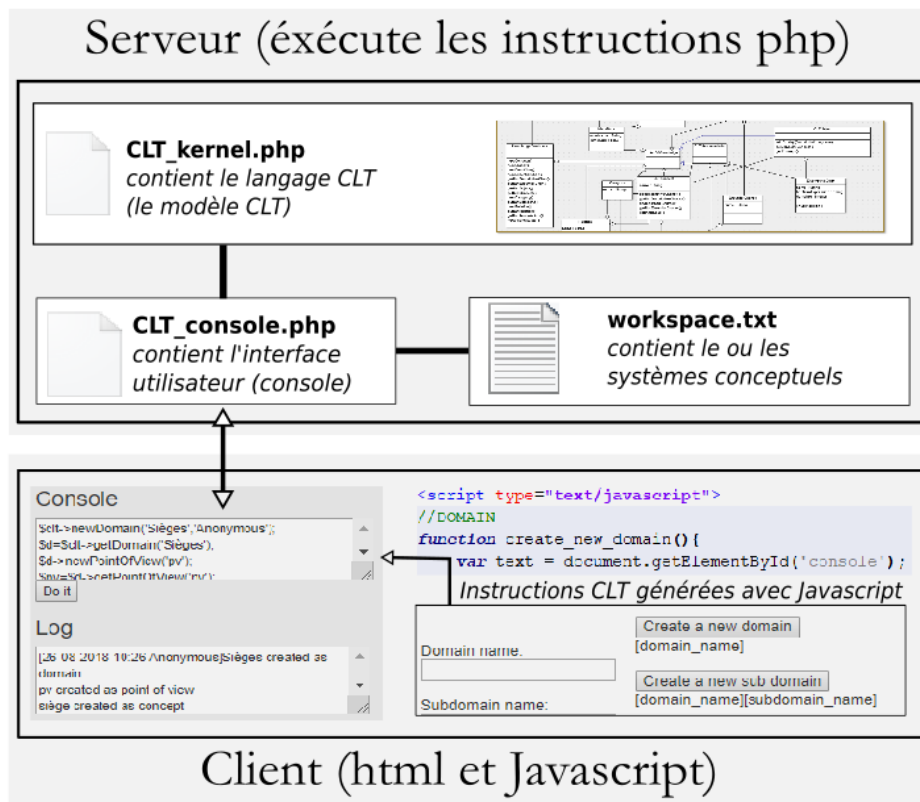 Serveur (éxécute les instructions php)
CLT_kernel.php
contient le langage CLT
(le modèle CLT)
CLT_console.php
contient l'interface
utilisateur (console)
workspace.txt
contient le ou les
systèmes conceptuels
Console
$clt->newDomain('Sièges','Anonymous');
$d=$clt->getDomain('Sièges');
$d->newPointOfView('pv');
$pv=$d->getPointOfView('pv');
Do it
Log
[26-08-2018 10:26 Anonymous]Sièges created as
domain
pv created as point of view
siège created as concept
<script type="text/javascript">
//DOMAIN
function create_new_domain(){
var text = document.getElementById('console');
Instructions CLT générées avec Javascript
Domain name:
Create a new domain
[domain_name]
Subdomain name:
Create a new sub domain
[domain_name][subdomain_name]
Client (html et Javascript)